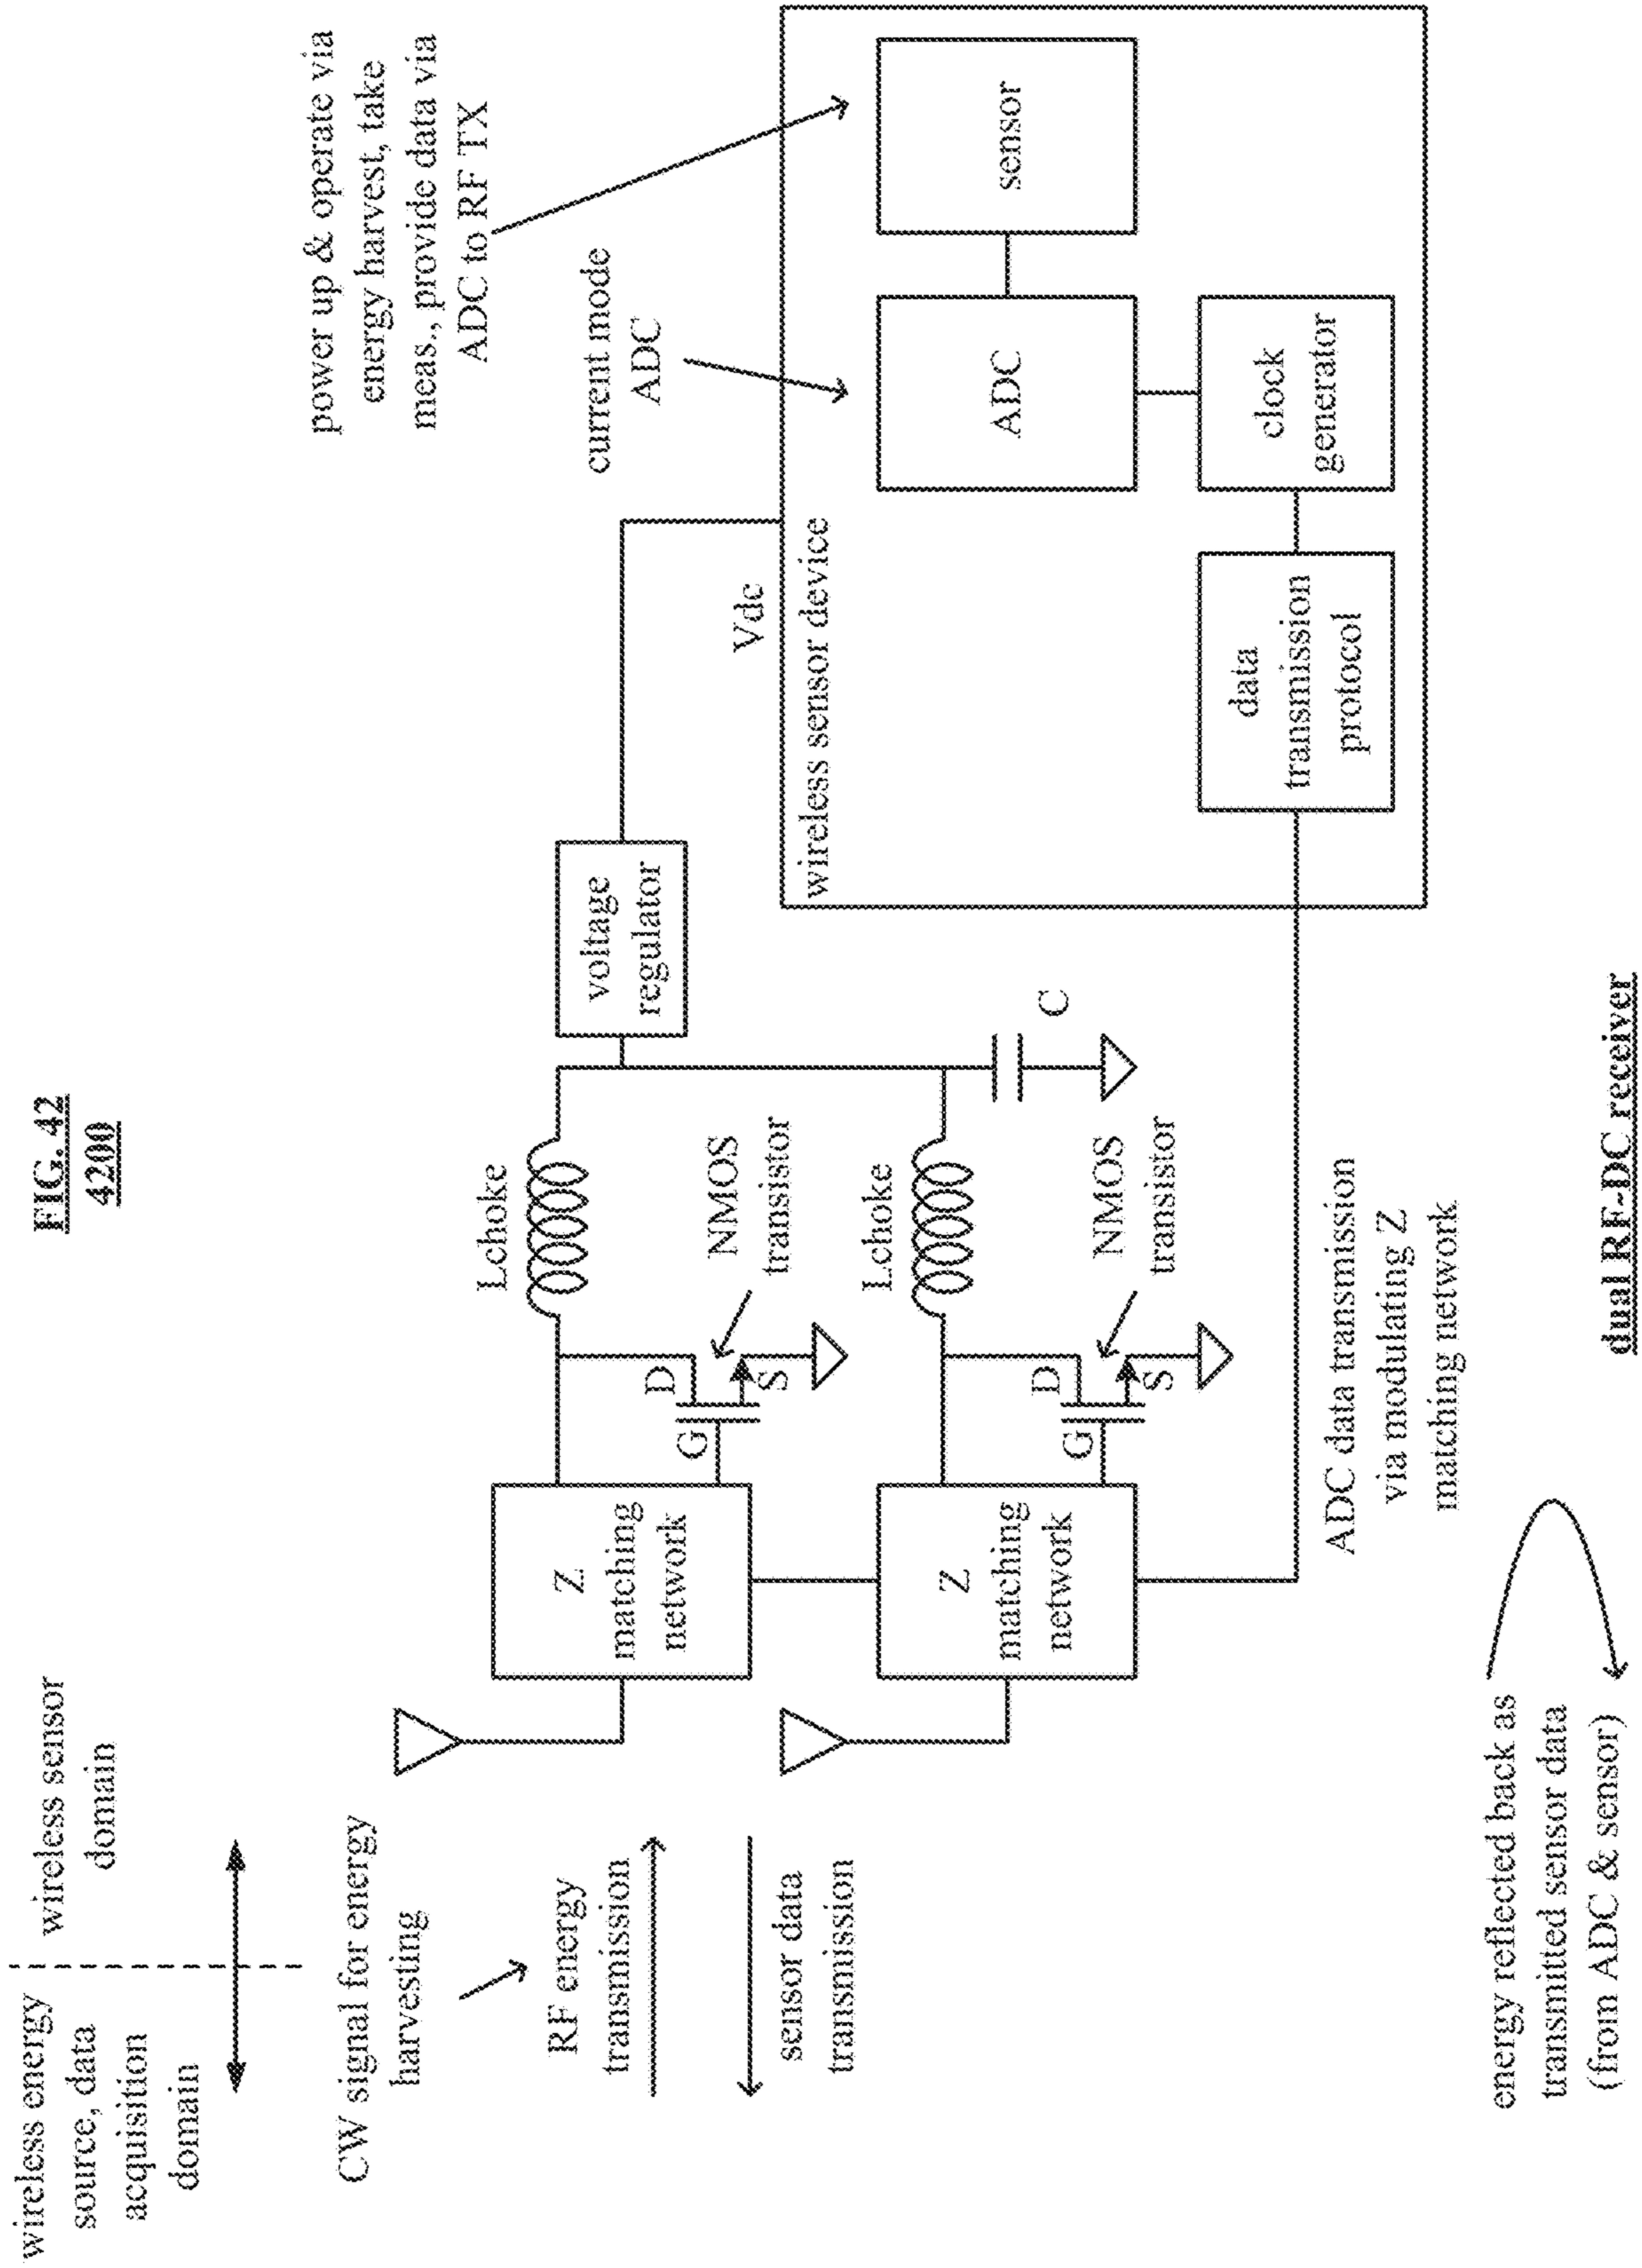 FIG. 42
4200
wireless energy
source, data
acquisition
domain
wireless sensor
domain
CW signal for energy
harvesting
RF energy
transmission
sensor data
transmission
Z
matching
network
G
D
S
NMOS
transistor
Lchoke
Z
matching
network
G
D
S
NMOS
transistor
Lchoke
C
voltage
regulator
Vdc
power up & operate via
energy harvest, take
meas., provide data via
ADC to RF TX
current mode
ADC
wireless sensor device
ADC
sensor
clock
generator
data
transmission
protocol
ADC data transmission
via modulating Z
matching network
energy reflected back as
transmitted sensor data
(from ADC & sensor)
dual RF-DC receiver